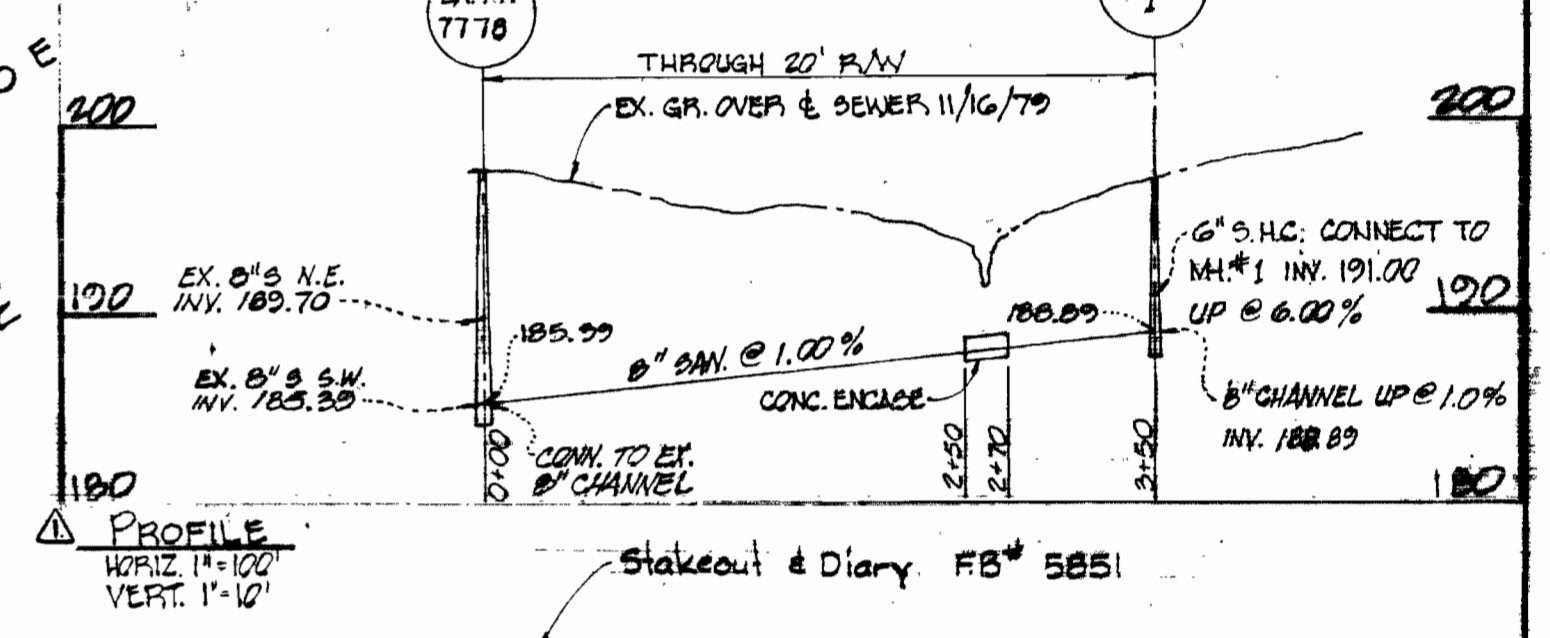 7778
1
THROUGH 20' R/W
EX. GR. OVER ℄ SEWER 11/16/79
200
200
6" S.H.C. CONNECT TO
MH.#1 INV. 191.00
UP @ 6.00%
EX. 8" S N.E.
INV. 189.70
190
190
185.39
188.89
8" SAN. @ 1.00%
EX. 8" S S.W.
INV. 185.39
CONC. ENCASE
8" CHANNEL UP @ 1.0%
INV. 188.89
CONN. TO EX.
8" CHANNEL
0+00
2+50
2+70
3+50
180
180
1
PROFILE
HORIZ. 1"=100'
VERT. 1"=10'
Stakeout & Diary FB# 5851